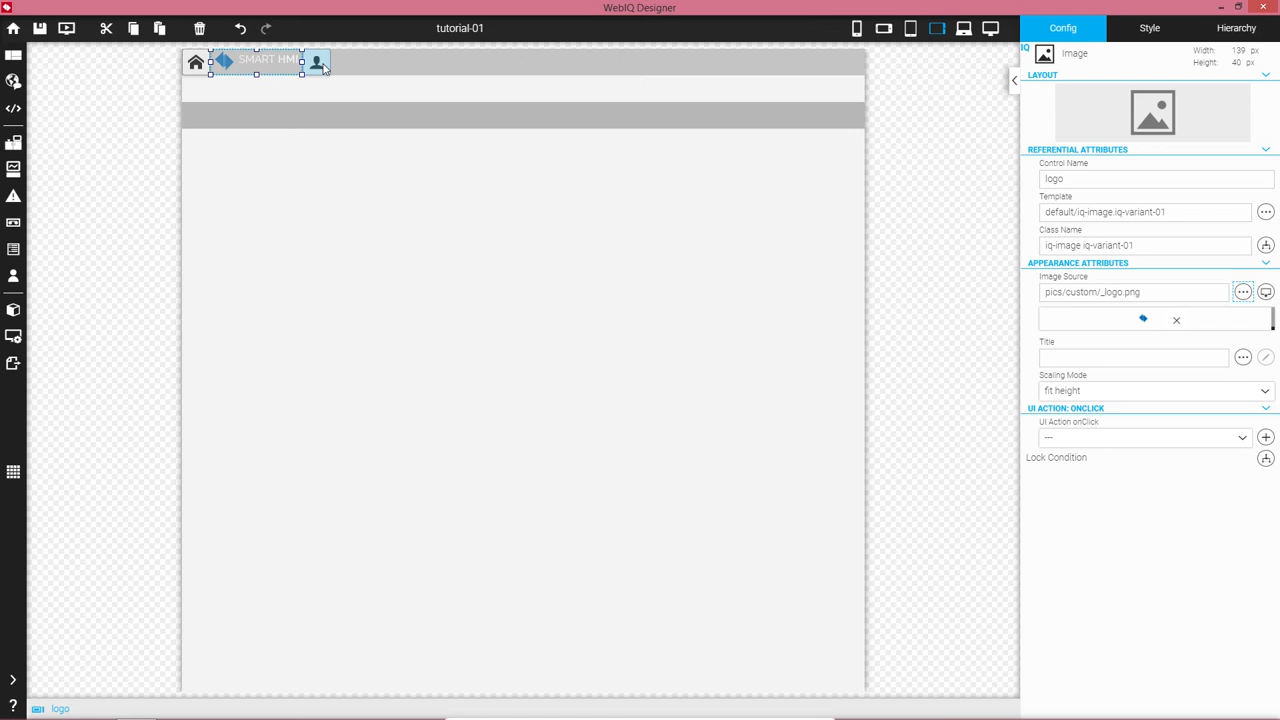 WebIQ Designer
tutorial-01
Config
Style
Hierarchy
SMART HMI
IQ
Image
Width: 139 px
Height: 40 px
LAYOUT
REFERENTIAL ATTRIBUTES
Control Name
logo
Template
default/iq-image.iq-variant-01
Class Name
iq-image iq-variant-01
APPEARANCE ATTRIBUTES
Image Source
pics/custom/_logo.png
Title
Scaling Mode
fit height
UI ACTION: ONCLICK
UI Action onClick
---
Lock Condition
logo